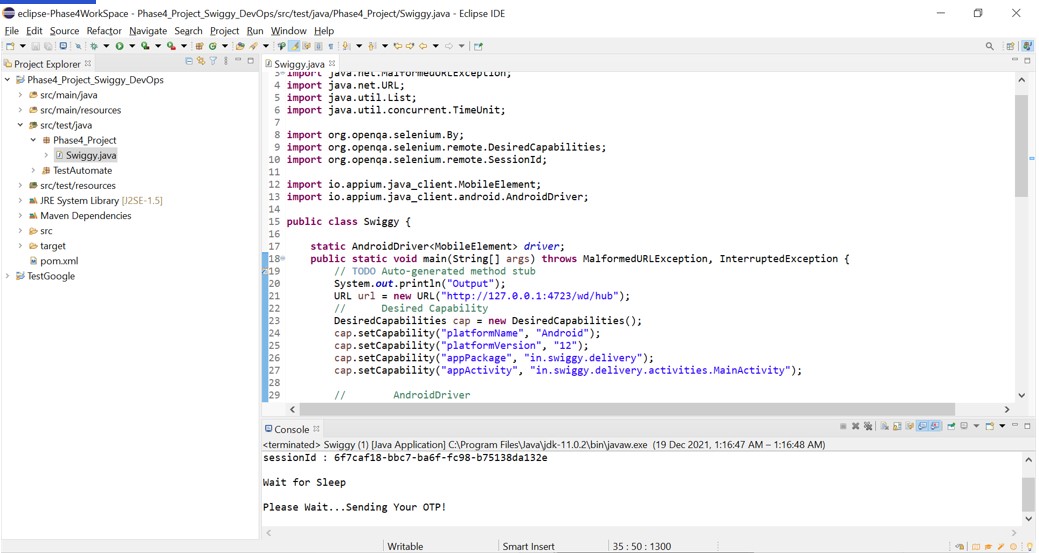 eclipse-Phase4WorkSpace - Phase4_Project_Swiggy_DevOps/src/test/java/Phase4_Project/Swiggy.java - Eclipse IDE
File Edit Source Refactor Navigate Search Project Run Window Help
Project Explorer
Phase4_Project_Swiggy_DevOps
src/main/java
src/main/resources
src/test/java
Phase4_Project
Swiggy.java
TestAutomate
src/test/resources
JRE System Library [J2SE-1.5]
Maven Dependencies
src
target
pom.xml
TestGoogle
Swiggy.java
3 import java.net.MalformedURLException;
4 import java.net.URL;
5 import java.util.List;
6 import java.util.concurrent.TimeUnit;
7
8 import org.openqa.selenium.By;
9 import org.openqa.selenium.remote.DesiredCapabilities;
10 import org.openqa.selenium.remote.SessionId;
11
12 import io.appium.java_client.MobileElement;
13 import io.appium.java_client.android.AndroidDriver;
14
15 public class Swiggy {
16
17 static AndroidDriver<MobileElement> driver;
18 public static void main(String[] args) throws MalformedURLException, InterruptedException {
19 // TODO Auto-generated method stub
20 System.out.println("Output");
21 URL url = new URL("http://127.0.0.1:4723/wd/hub");
22 // Desired Capability
23 DesiredCapabilities cap = new DesiredCapabilities();
24 cap.setCapability("platformName", "Android");
25 cap.setCapability("platformVersion", "12");
26 cap.setCapability("appPackage", "in.swiggy.delivery");
27 cap.setCapability("appActivity", "in.swiggy.delivery.activities.MainActivity");
28
29 // AndroidDriver
Console
<terminated> Swiggy (1) [Java Application] C:\Program Files\Java\jdk-11.0.2\bin\javaw.exe (19 Dec 2021, 1:16:47 AM – 1:16:48 AM)
sessionId : 6f7caf18-bbc7-ba6f-fc98-b75138da132e
Wait for Sleep
Please Wait...Sending Your OTP!
Writable Smart Insert 35 : 50 : 1300